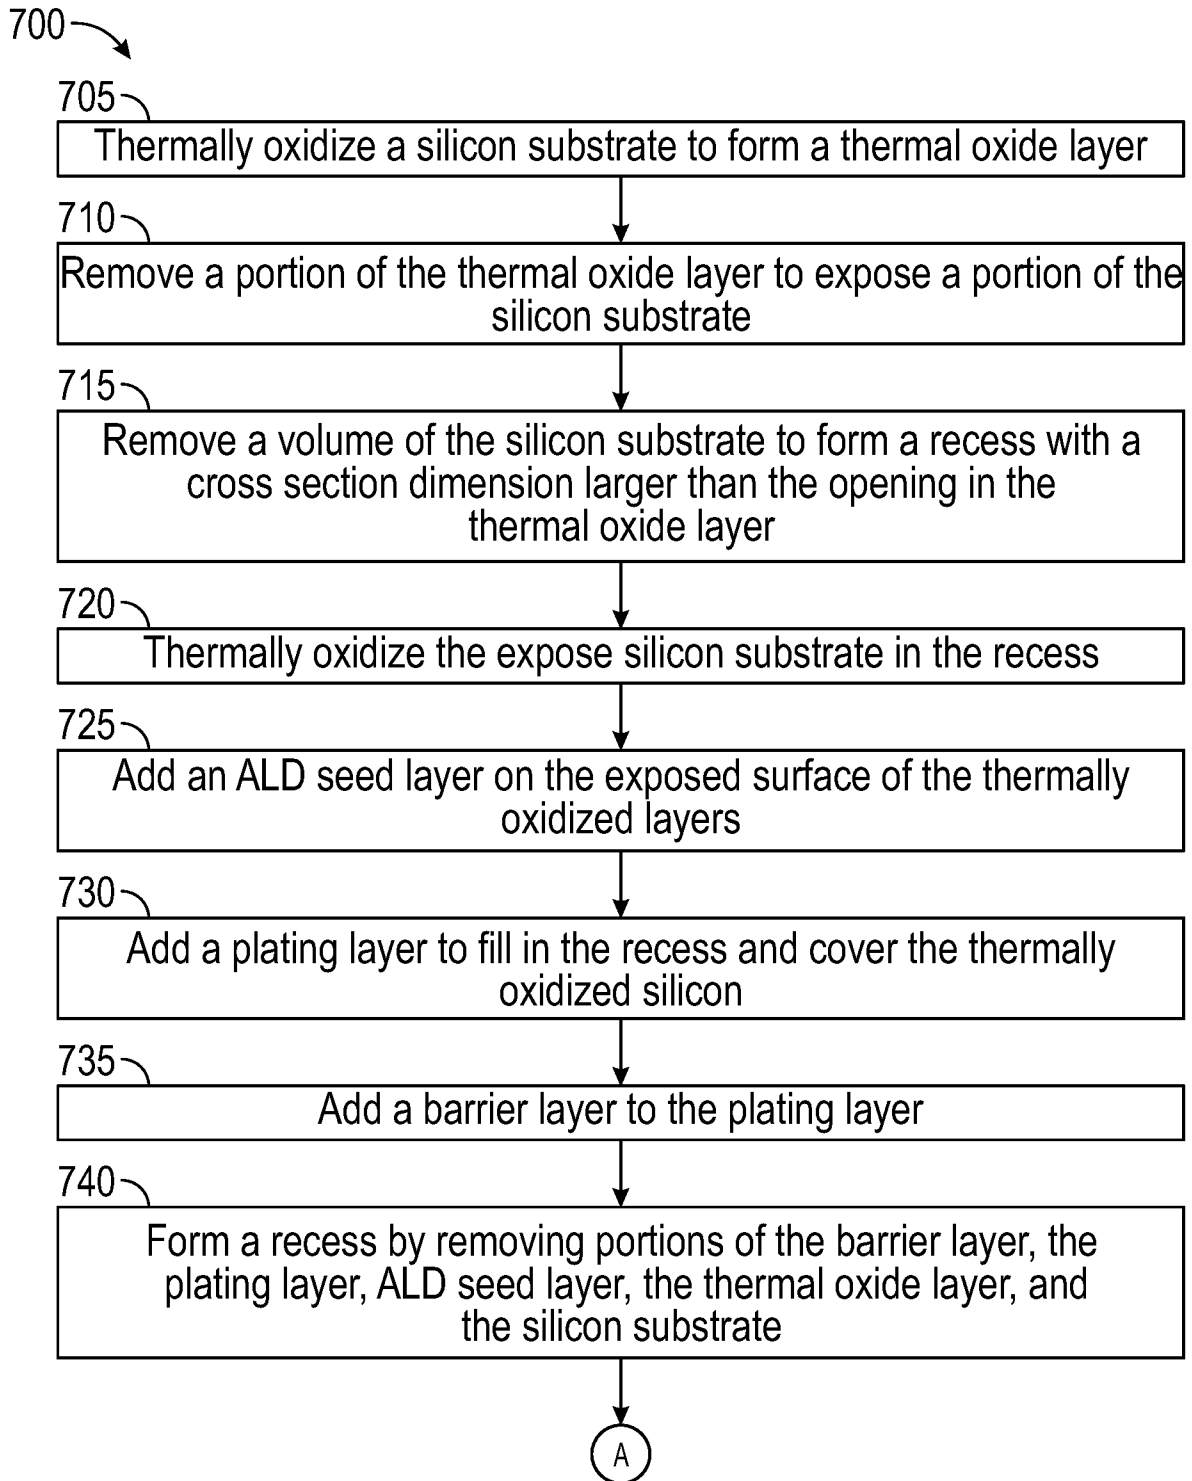 700
705
Thermally oxidize a silicon substrate to form a thermal oxide layer
710
Remove a portion of the thermal oxide layer to expose a portion of the
silicon substrate
715
Remove a volume of the silicon substrate to form a recess with a
cross section dimension larger than the opening in the
thermal oxide layer
720
Thermally oxidize the expose silicon substrate in the recess
725
Add an ALD seed layer on the exposed surface of the thermally
oxidized layers
730
Add a plating layer to fill in the recess and cover the thermally
oxidized silicon
735
Add a barrier layer to the plating layer
740
Form a recess by removing portions of the barrier layer, the
plating layer, ALD seed layer, the thermal oxide layer, and
the silicon substrate
A